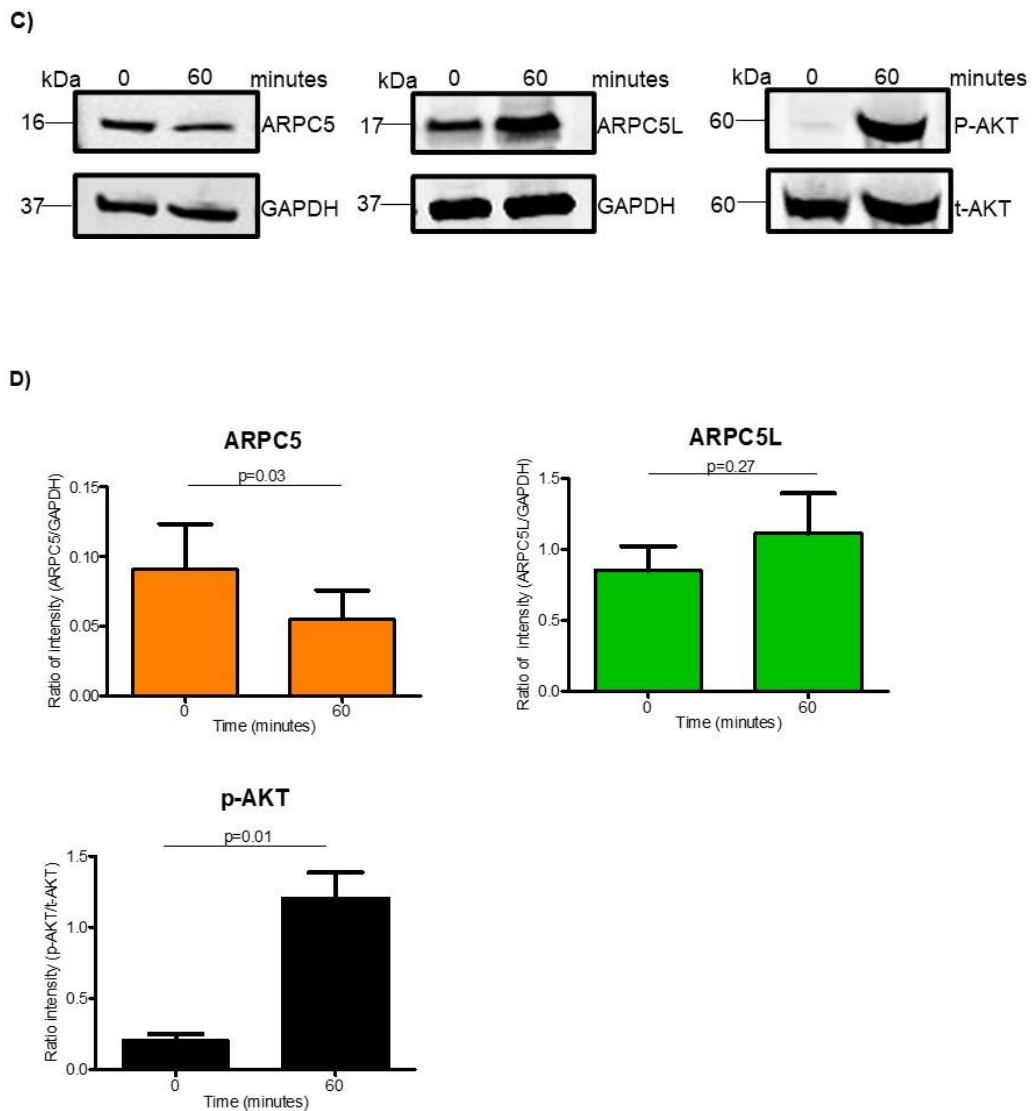 C)
kDa 0 60 minutes
16 ARPC5
37 GAPDH
kDa 0 60 minutes
17 ARPC5L
37 GAPDH
kDa 0 60 minutes
60 P-AKT
60 t-AKT
D)
ARPC5
p=0.03
Ratio of intensity (ARPC5/GAPDH)
0.15
0.10
0.05
0.00
0 60
Time (minutes)
ARPC5L
p=0.27
Ratio of intensity (ARPC5L/GAPDH)
1.5
1.0
0.5
0.0
0 60
Time (minutes)
p-AKT
p=0.01
Ratio intensity (p-AKT/t-AKT)
1.5
1.0
0.5
0.0
0 60
Time (minutes)